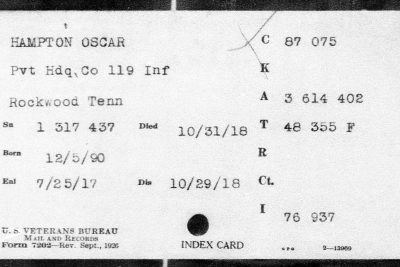 HAMPTON OSCAR C 87 075
Pvt Hdq Co 119 Inf K
Rockwood Tenn A 3 614 402
Sn 1 317 437 Died 10/31/18 T 48 355 F
Born 12/5/90 R
Enl 7/25/17 Dis 10/29/18 Ct.
I 76 937
U. S. VETERANS BUREAU
MAIL AND RECORDS
Form 7202—Rev. Sept., 1926 INDEX CARD 2—12969